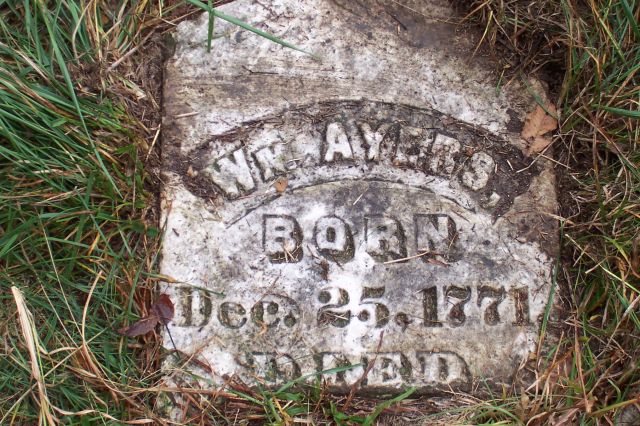 WM. AYERS,
BORN
Dec. 25, 1771
DIED